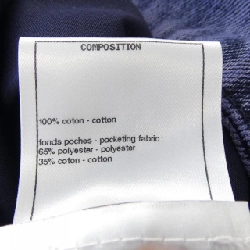 COMPOSITION
100% coton - cotton
fonds poches - pocketing fabric
65% polyester - polyester
35% coton - cotton